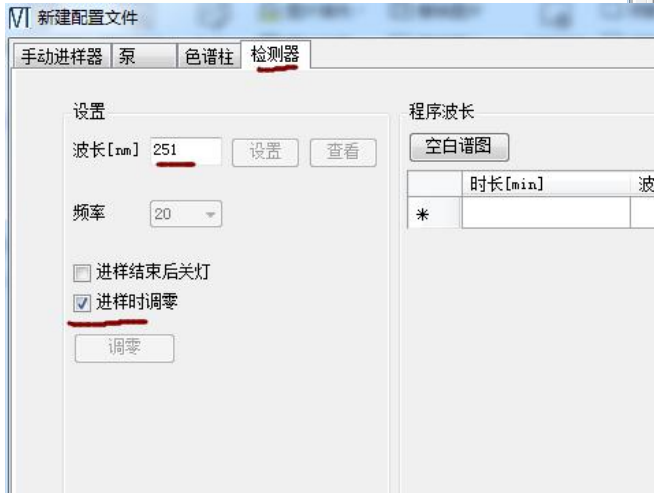 新建配置文件
手动进样器 泵 色谱柱 检测器
设置
波长[nm] 251 设置 查看
频率 20
进样结束后关灯
进样时调零
调零
程序波长
空白谱图
时长[min] 波
*